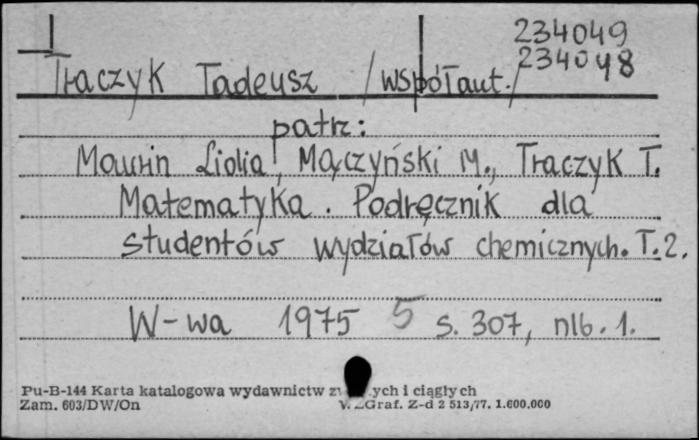 234049
234048
Traczyk Tadeusz /współaut./
patrz:
Maurin Lidia, Mączyński M., Traczyk T.
Matematyka. Podręcznik dla
studentów wydziałów chemicznych. T.2.
W-wa 1975 5 s. 307, nlb. 1.
Pu-B-144 Karta katalogowa wydawnictw i ciągłych
Zam. 603/DW/On Graf. Z-d 2 513/77. 1.600.000